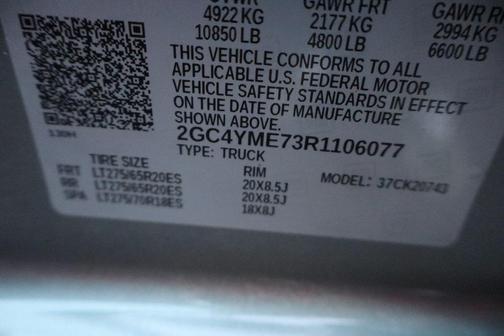 GVWR GAWR FRT GAWR RR
4922 KG 2177 KG 2994 KG
10850 LB 4800 LB 6600 LB
THIS VEHICLE CONFORMS TO ALL
APPLICABLE U.S. FEDERAL MOTOR
VEHICLE SAFETY STANDARDS IN EFFECT
ON THE DATE OF MANUFACTURE
SHOWN ABOVE.
2GC4YME73R1106077
TYPE: TRUCK
TIRE SIZE RIM MODEL: 37CK20743
FRT LT275/65R20ES 20X8.5J
RR LT275/65R20ES 20X8.5J
SPA LT275/70R18ES 18X8J